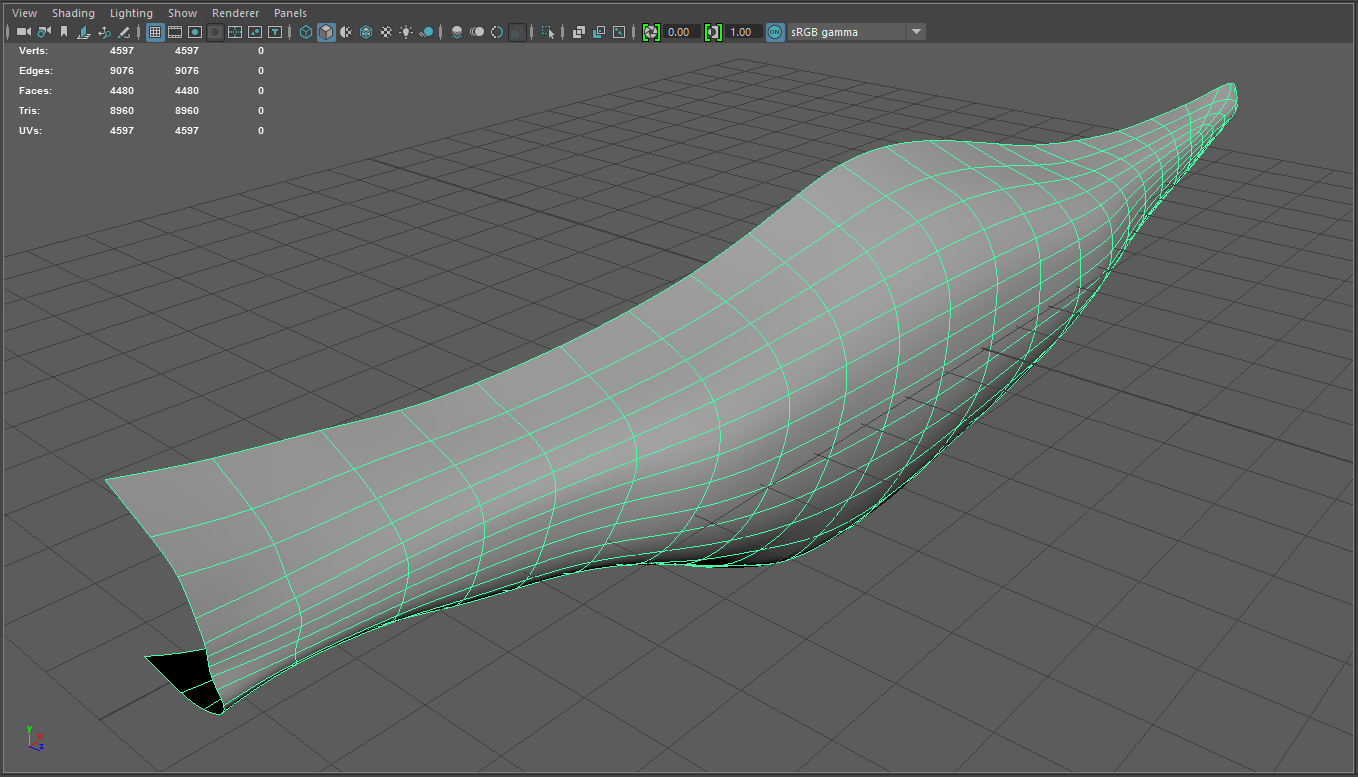 View Shading Lighting Show Renderer Panels
0.00 1.00 ON sRGB gamma
Verts: 4597 4597 0
Edges: 9076 9076 0
Faces: 4480 4480 0
Tris: 8960 8960 0
UVs: 4597 4597 0
y
x
z